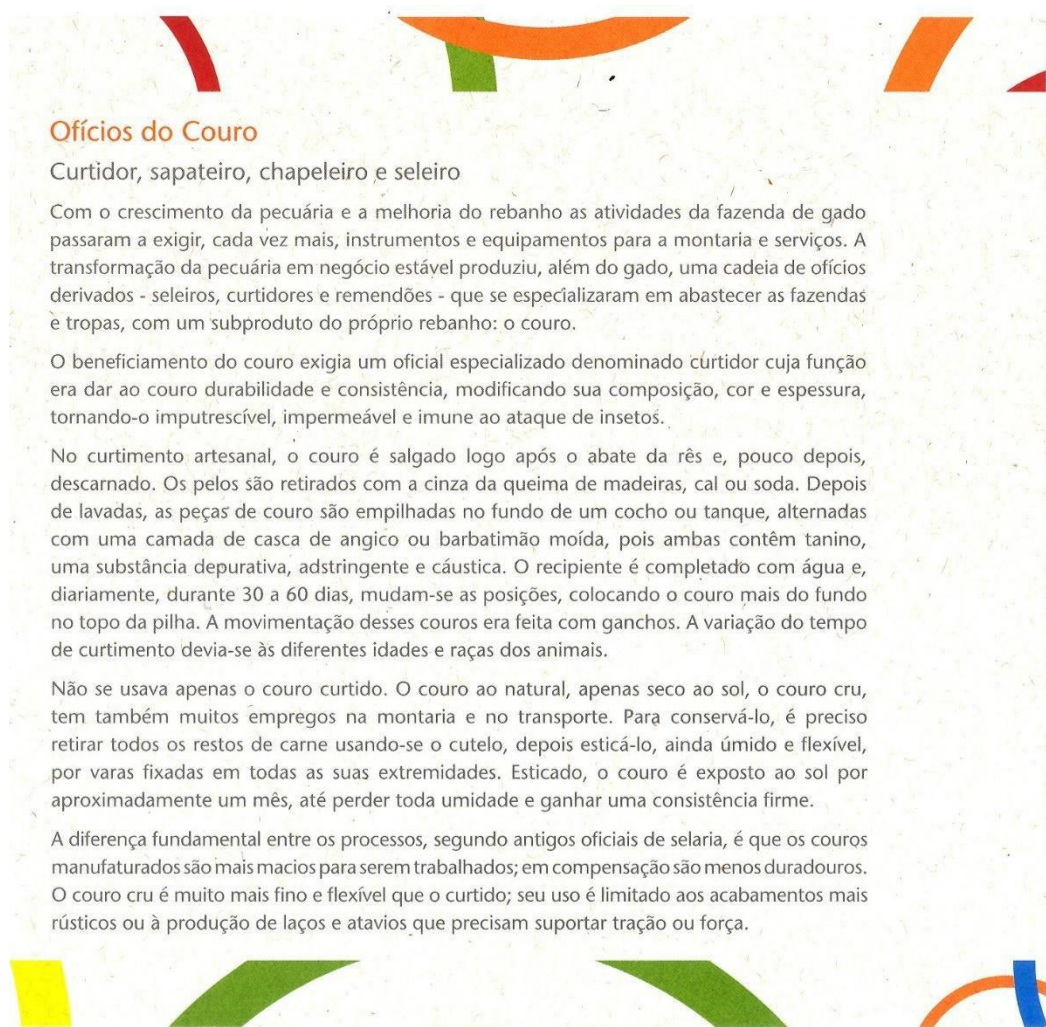 Ofícios do Couro
Curtidor, sapateiro, chapeleiro e seleiro
Com o crescimento da pecuária e a melhoria do rebanho as atividades da fazenda de gado
passaram a exigir, cada vez mais, instrumentos e equipamentos para a montaria e serviços. A
transformação da pecuária em negócio estável produziu, além do gado, uma cadeia de ofícios
derivados - seleiros, curtidores e remendões - que se especializaram em abastecer as fazendas
e tropas, com um subproduto do próprio rebanho: o couro.
O beneficiamento do couro exigia um oficial especializado denominado curtidor cuja função
era dar ao couro durabilidade e consistência, modificando sua composição, cor e espessura,
tornando-o imputrescível, impermeável e imune ao ataque de insetos.
No curtimento artesanal, o couro é salgado logo após o abate da rês e, pouco depois,
descarnado. Os pelos são retirados com a cinza da queima de madeiras, cal ou soda. Depois
de lavadas, as peças de couro são empilhadas no fundo de um cocho ou tanque, alternadas
com uma camada de casca de angico ou barbatimão moída, pois ambas contêm tanino,
uma substância depurativa, adstringente e cáustica. O recipiente é completado com água e,
diariamente, durante 30 a 60 dias, mudam-se as posições, colocando o couro mais do fundo
no topo da pilha. A movimentação desses couros era feita com ganchos. A variação do tempo
de curtimento devia-se às diferentes idades e raças dos animais.
Não se usava apenas o couro curtido. O couro ao natural, apenas seco ao sol, o couro cru,
tem também muitos empregos na montaria e no transporte. Para conservá-lo, é preciso
retirar todos os restos de carne usando-se o cutelo, depois esticá-lo, ainda úmido e flexível,
por varas fixadas em todas as suas extremidades. Esticado, o couro é exposto ao sol por
aproximadamente um mês, até perder toda umidade e ganhar uma consistência firme.
A diferença fundamental entre os processos, segundo antigos oficiais de selaria, é que os couros
manufaturados são mais macios para serem trabalhados; em compensação são menos duradouros.
O couro cru é muito mais fino e flexível que o curtido; seu uso é limitado aos acabamentos mais
rústicos ou à produção de laços e atavios que precisam suportar tração ou força.